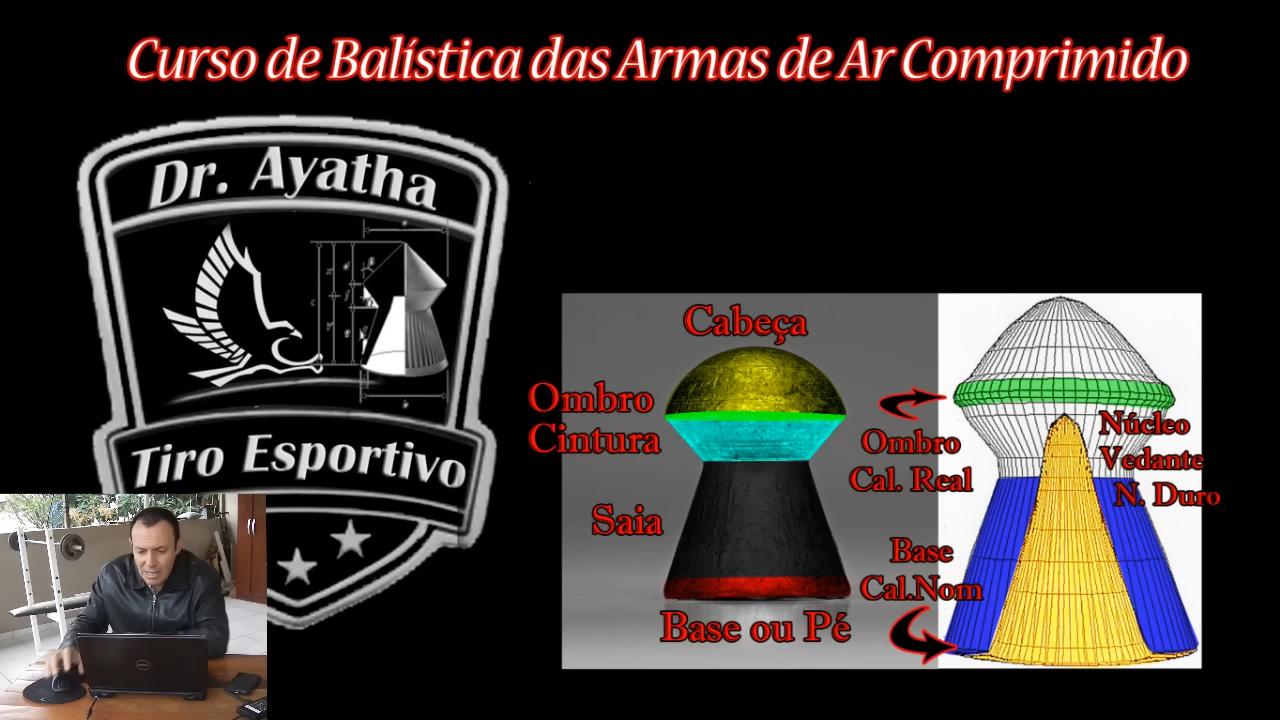 Curso de Balística das Armas de Ar Comprimido
Dr. Ayatha
Tiro Esportivo
Cabeça
Ombro
Cintura
Saia
Base ou Pé
Ombro
Cal. Real
Base
Cal.Nom
Núcleo
Vedante
N. Duro